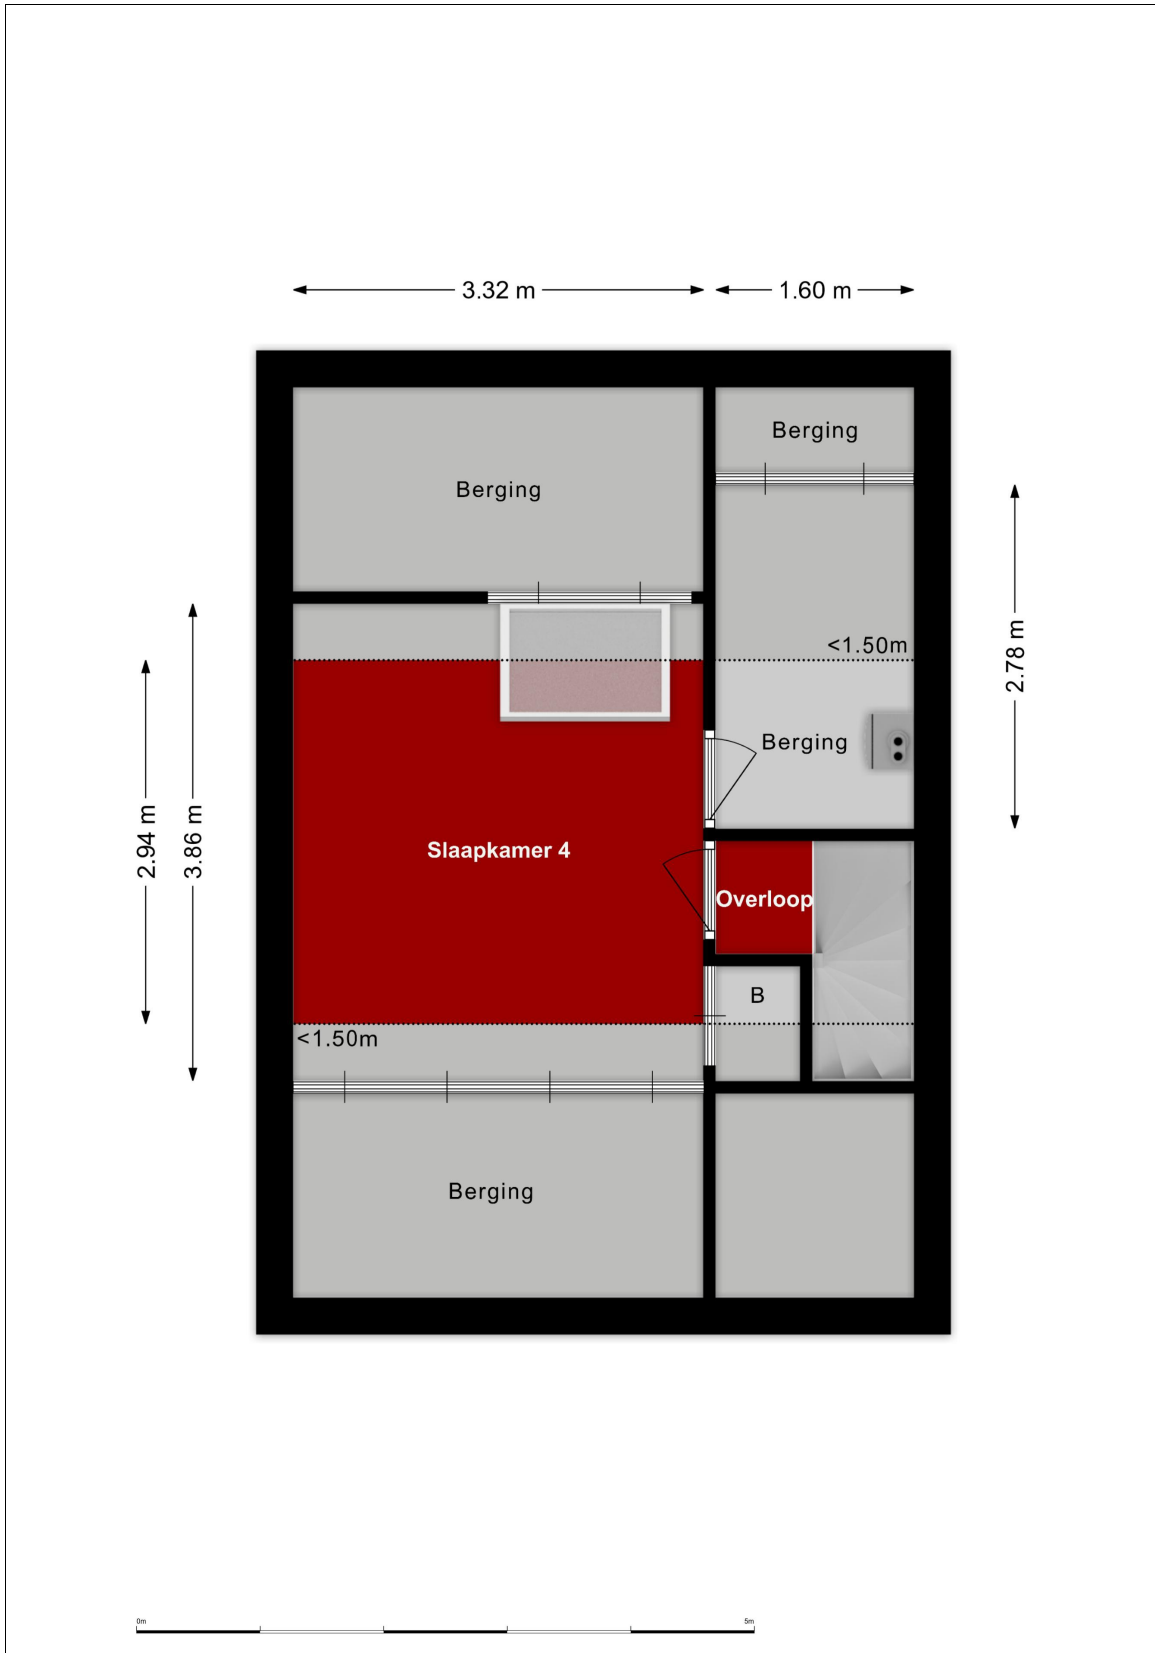 3.32 m
1.60 m
Berging
Berging
<1.50m
2.78 m
Berging
2.94 m
3.86 m
Slaapkamer 4
Overloop
B
<1.50m
Berging
0m
5m